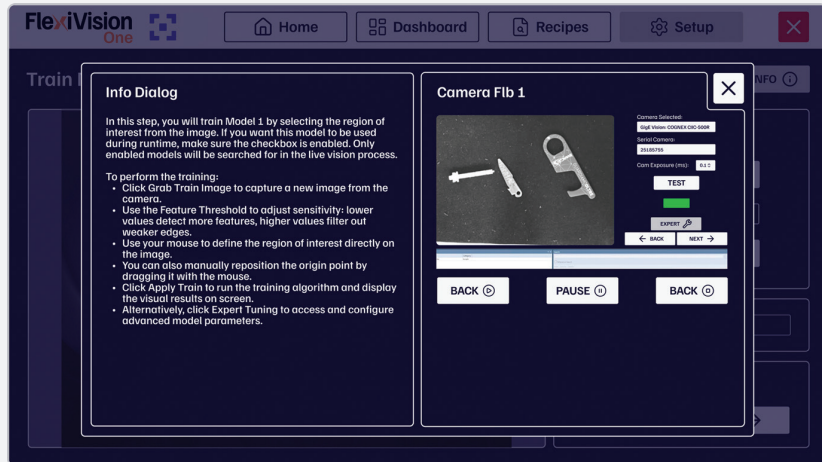 FlexiVision
One
Home
Dashboard
Recipes
Setup
Train
INFO
Info Dialog
In this step, you will train Model 1 by selecting the region of
interest from the image. If you want this model to be used
during runtime, make sure the checkbox is enabled. Only
enabled models will be searched for in the live vision process.
To perform the training:
• Click Grab Train Image to capture a new image from the
camera.
• Use the Feature Threshold to adjust sensitivity: lower
values detect more features, higher values filter out
weaker edges.
• Use your mouse to define the region of interest directly on
the image.
• You can also manually reposition the origin point by
dragging it with the mouse.
• Click Apply Train to run the training algorithm and display
the visual results on screen.
• Alternatively, click Expert Tuning to access and configure
advanced model parameters.
Camera Flb 1
Camera Selected:
GigE Vision: COGNEX CIC-500R
Serial Camera:
25185755
Cam Exposure (ms): 8.1
TEST
EXPERT
BACK
NEXT
BACK
PAUSE
BACK